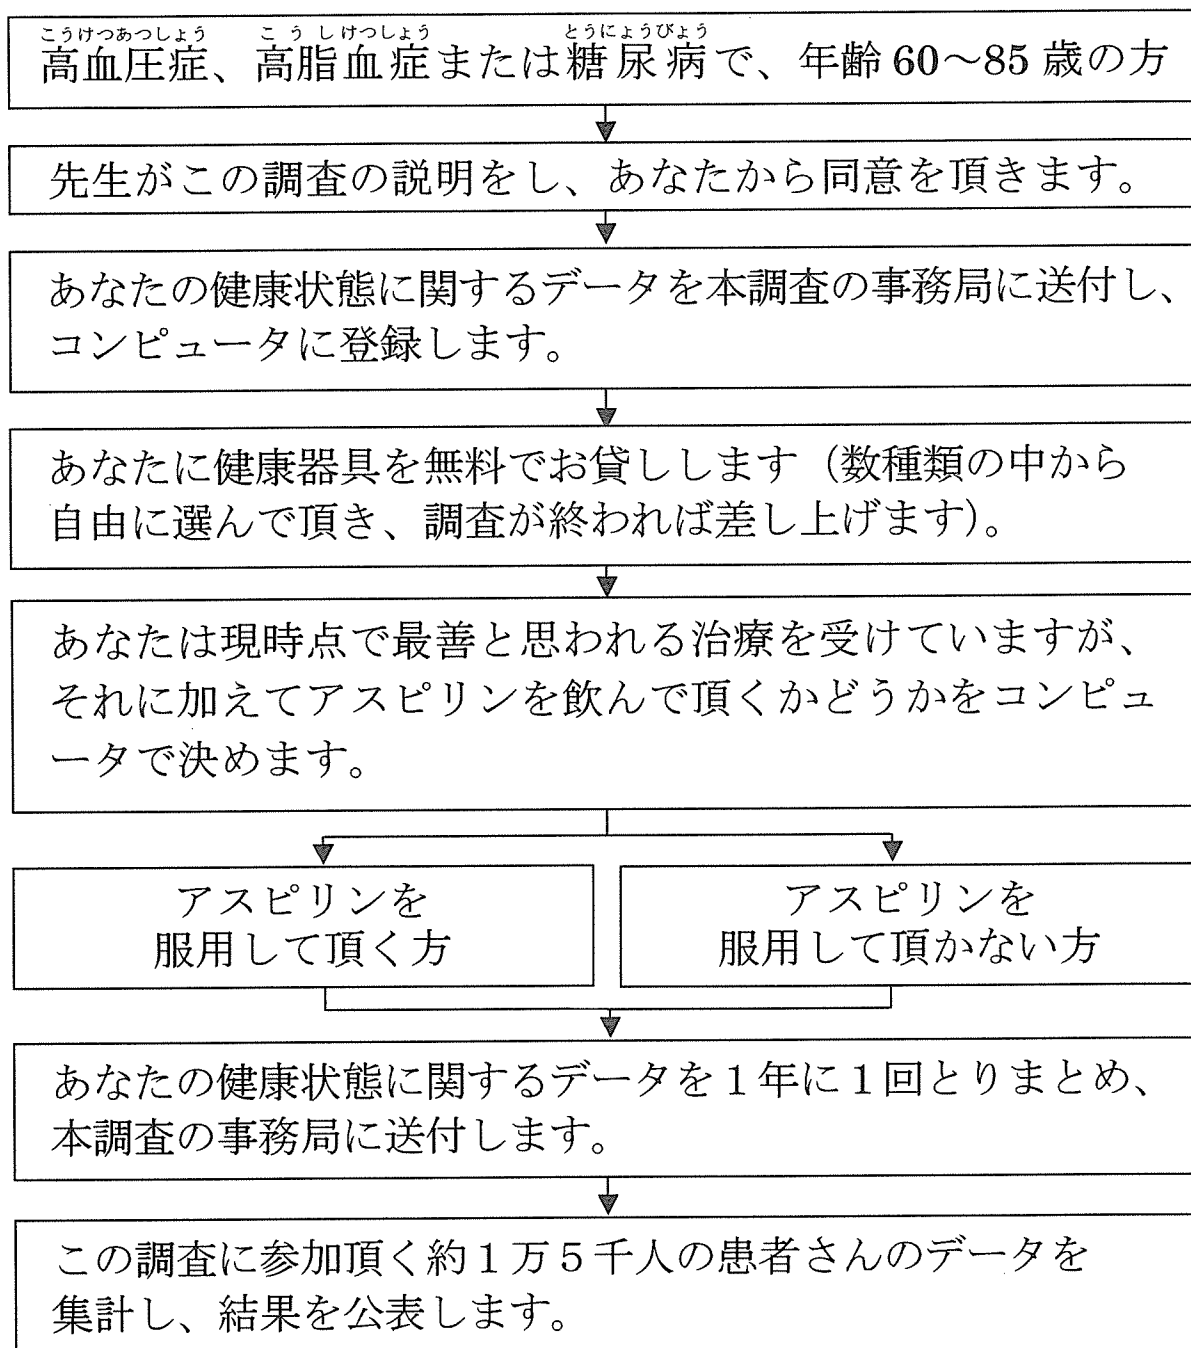 こうけつあつしょう こうしけつしょう とうにょうびょう
高血圧症、高脂血症または糖尿病で、年齢60～85歳の方
先生がこの調査の説明をし、あなたから同意を頂きます。
あなたの健康状態に関するデータを本調査の事務局に送付し、
コンピュータに登録します。
あなたに健康器具を無料でお貸しします（数種類の中から
自由に選んで頂き、調査が終われば差し上げます）。
あなたは現時点で最善と思われる治療を受けていますが、
それに加えてアスピリンを飲んで頂くかどうかをコンピュ
ータで決めます。
アスピリンを
服用して頂く方
アスピリンを
服用して頂かない方
あなたの健康状態に関するデータを１年に１回とりまとめ、
本調査の事務局に送付します。
この調査に参加頂く約１万５千人の患者さんのデータを
集計し、結果を公表します。